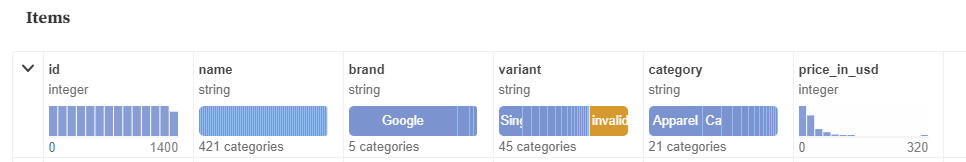 Items
id name brand variant category price_in_usd
integer string string string string integer
Google Sing invalid Apparel Ca
0 1400 421 categories 5 categories 45 categories 21 categories 0 320